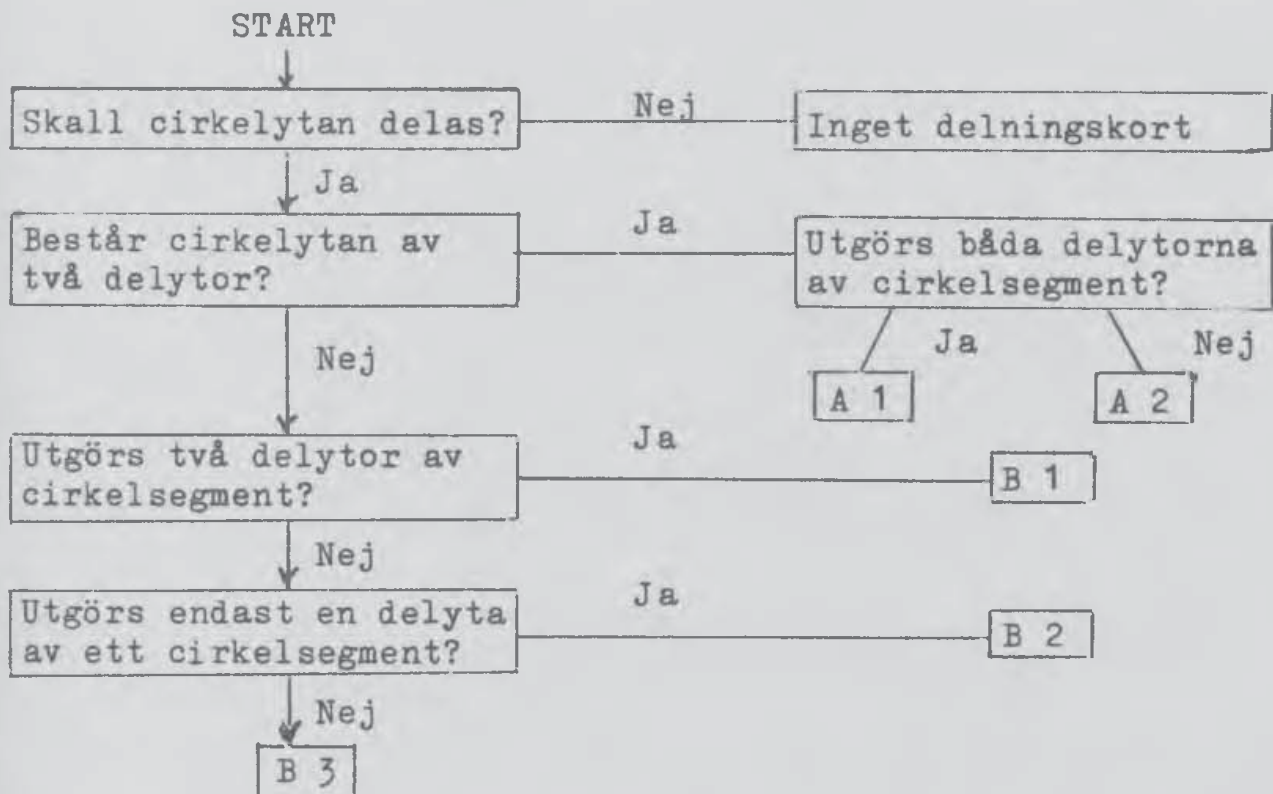 START
Skall cirkelytan delas?
Nej
Inget delningskort
Ja
Består cirkelytan av
två delytor?
Ja
Utgörs båda delytorna
av cirkelsegment?
Ja
Nej
A 1
A 2
Nej
Utgörs två delytor av
cirkelsegment?
Ja
B 1
Nej
Utgörs endast en delyta
av ett cirkelsegment?
Ja
B 2
Nej
B 3